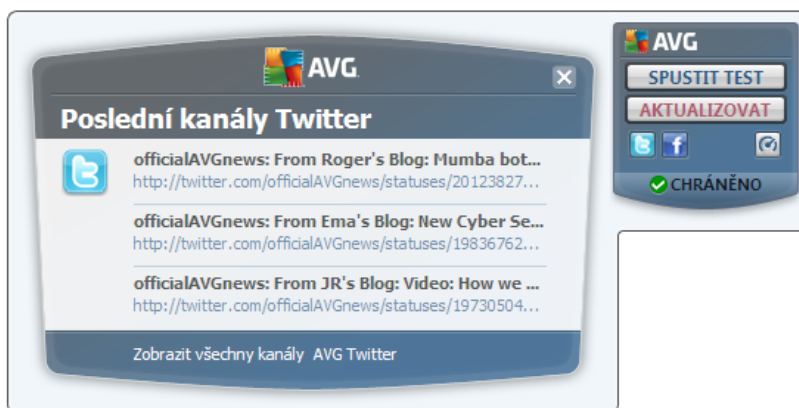 AVG
Poslední kanály Twitter
officialAVGnews: From Roger's Blog: Mumba bot...
http://twitter.com/officialAVGnews/statuses/20123827...
officialAVGnews: From Ema's Blog: New Cyber Se...
http://twitter.com/officialAVGnews/statuses/19836762...
officialAVGnews: From JR's Blog: Video: How we ...
http://twitter.com/officialAVGnews/statuses/19730504...
Zobrazit všechny kanály AVG Twitter
AVG
SPUSTIT TEST
AKTUALIZOVAT
CHRÁNĚNO